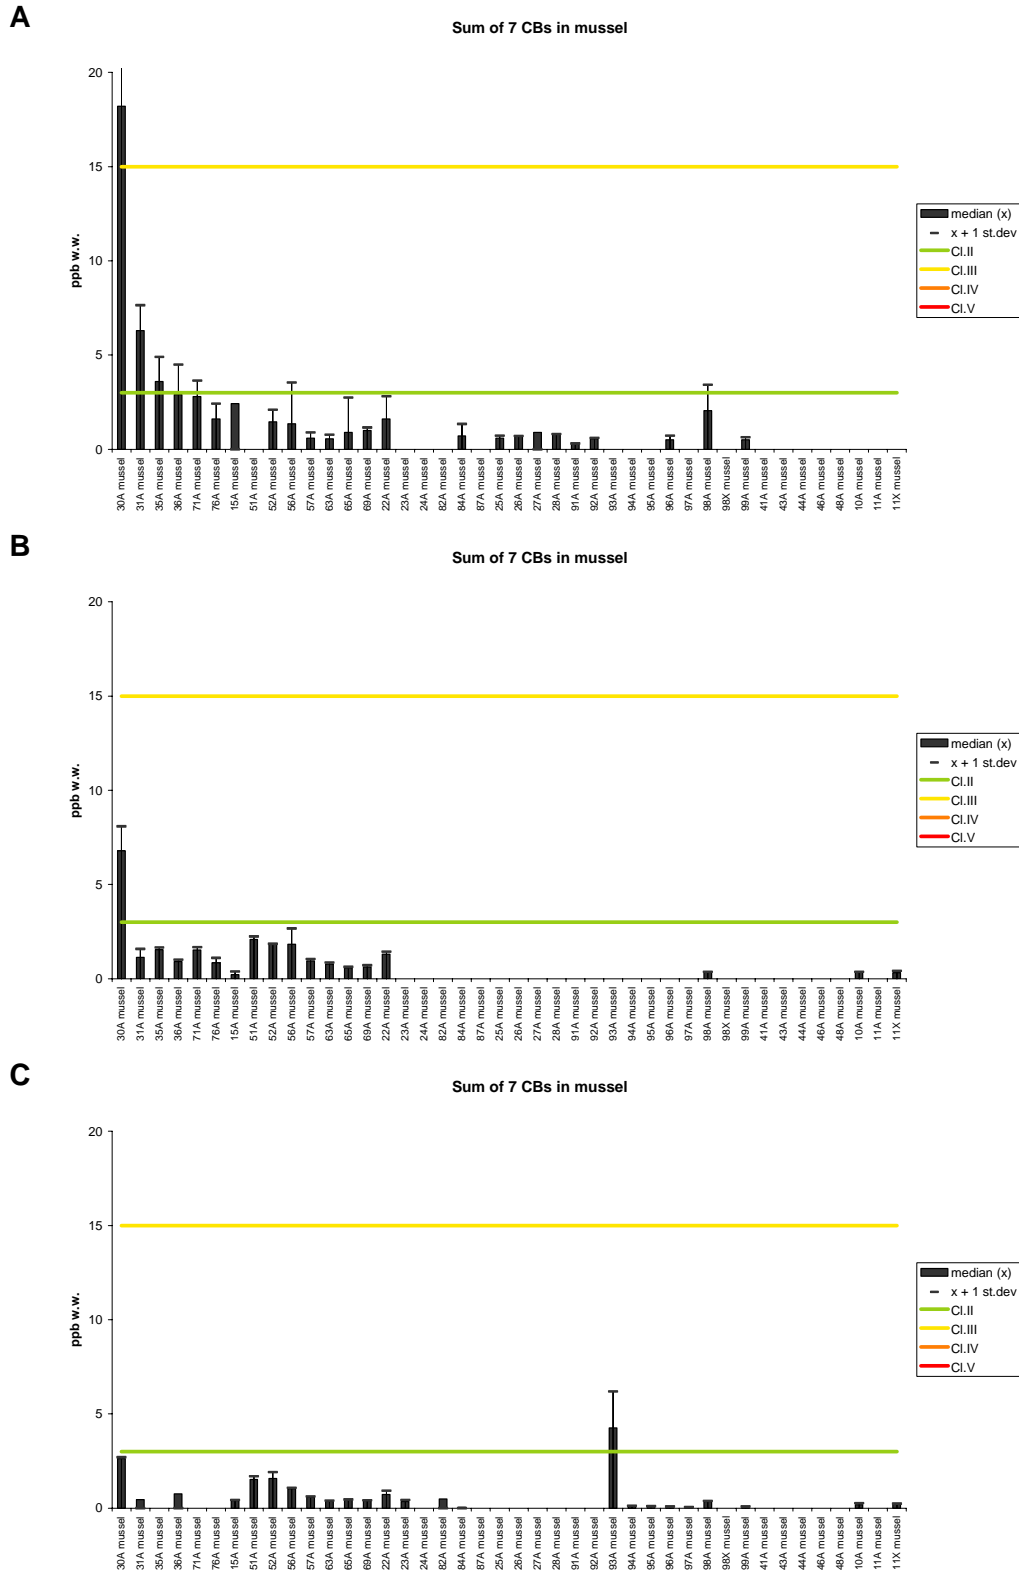 A
Sum of 7 CBs in mussel
20
15
10
5
0
ppb w.w.
30A mussel
31A mussel
35A mussel
36A mussel
71A mussel
76A mussel
15A mussel
51A mussel
52A mussel
56A mussel
57A mussel
63A mussel
65A mussel
69A mussel
22A mussel
23A mussel
24A mussel
82A mussel
84A mussel
87A mussel
25A mussel
26A mussel
27A mussel
28A mussel
91A mussel
92A mussel
93A mussel
94A mussel
95A mussel
96A mussel
97A mussel
98A mussel
98X mussel
99A mussel
41A mussel
43A mussel
44A mussel
46A mussel
48A mussel
10A mussel
11A mussel
11X mussel
median (x)
x + 1 st.dev
Cl.II
Cl.III
Cl.IV
Cl.V
B
Sum of 7 CBs in mussel
20
15
10
5
0
ppb w.w.
30A mussel
31A mussel
35A mussel
36A mussel
71A mussel
76A mussel
15A mussel
51A mussel
52A mussel
56A mussel
57A mussel
63A mussel
65A mussel
69A mussel
22A mussel
23A mussel
24A mussel
82A mussel
84A mussel
87A mussel
25A mussel
26A mussel
27A mussel
28A mussel
91A mussel
92A mussel
93A mussel
94A mussel
95A mussel
96A mussel
97A mussel
98A mussel
98X mussel
99A mussel
41A mussel
43A mussel
44A mussel
46A mussel
48A mussel
10A mussel
11A mussel
11X mussel
median (x)
x + 1 st.dev
Cl.II
Cl.III
Cl.IV
Cl.V
C
Sum of 7 CBs in mussel
20
15
10
5
0
ppb w.w.
30A mussel
31A mussel
35A mussel
36A mussel
71A mussel
76A mussel
15A mussel
51A mussel
52A mussel
56A mussel
57A mussel
63A mussel
65A mussel
69A mussel
22A mussel
23A mussel
24A mussel
82A mussel
84A mussel
87A mussel
25A mussel
26A mussel
27A mussel
28A mussel
91A mussel
92A mussel
93A mussel
94A mussel
95A mussel
96A mussel
97A mussel
98A mussel
98X mussel
99A mussel
41A mussel
43A mussel
44A mussel
46A mussel
48A mussel
10A mussel
11A mussel
11X mussel
median (x)
x + 1 st.dev
Cl.II
Cl.III
Cl.IV
Cl.V